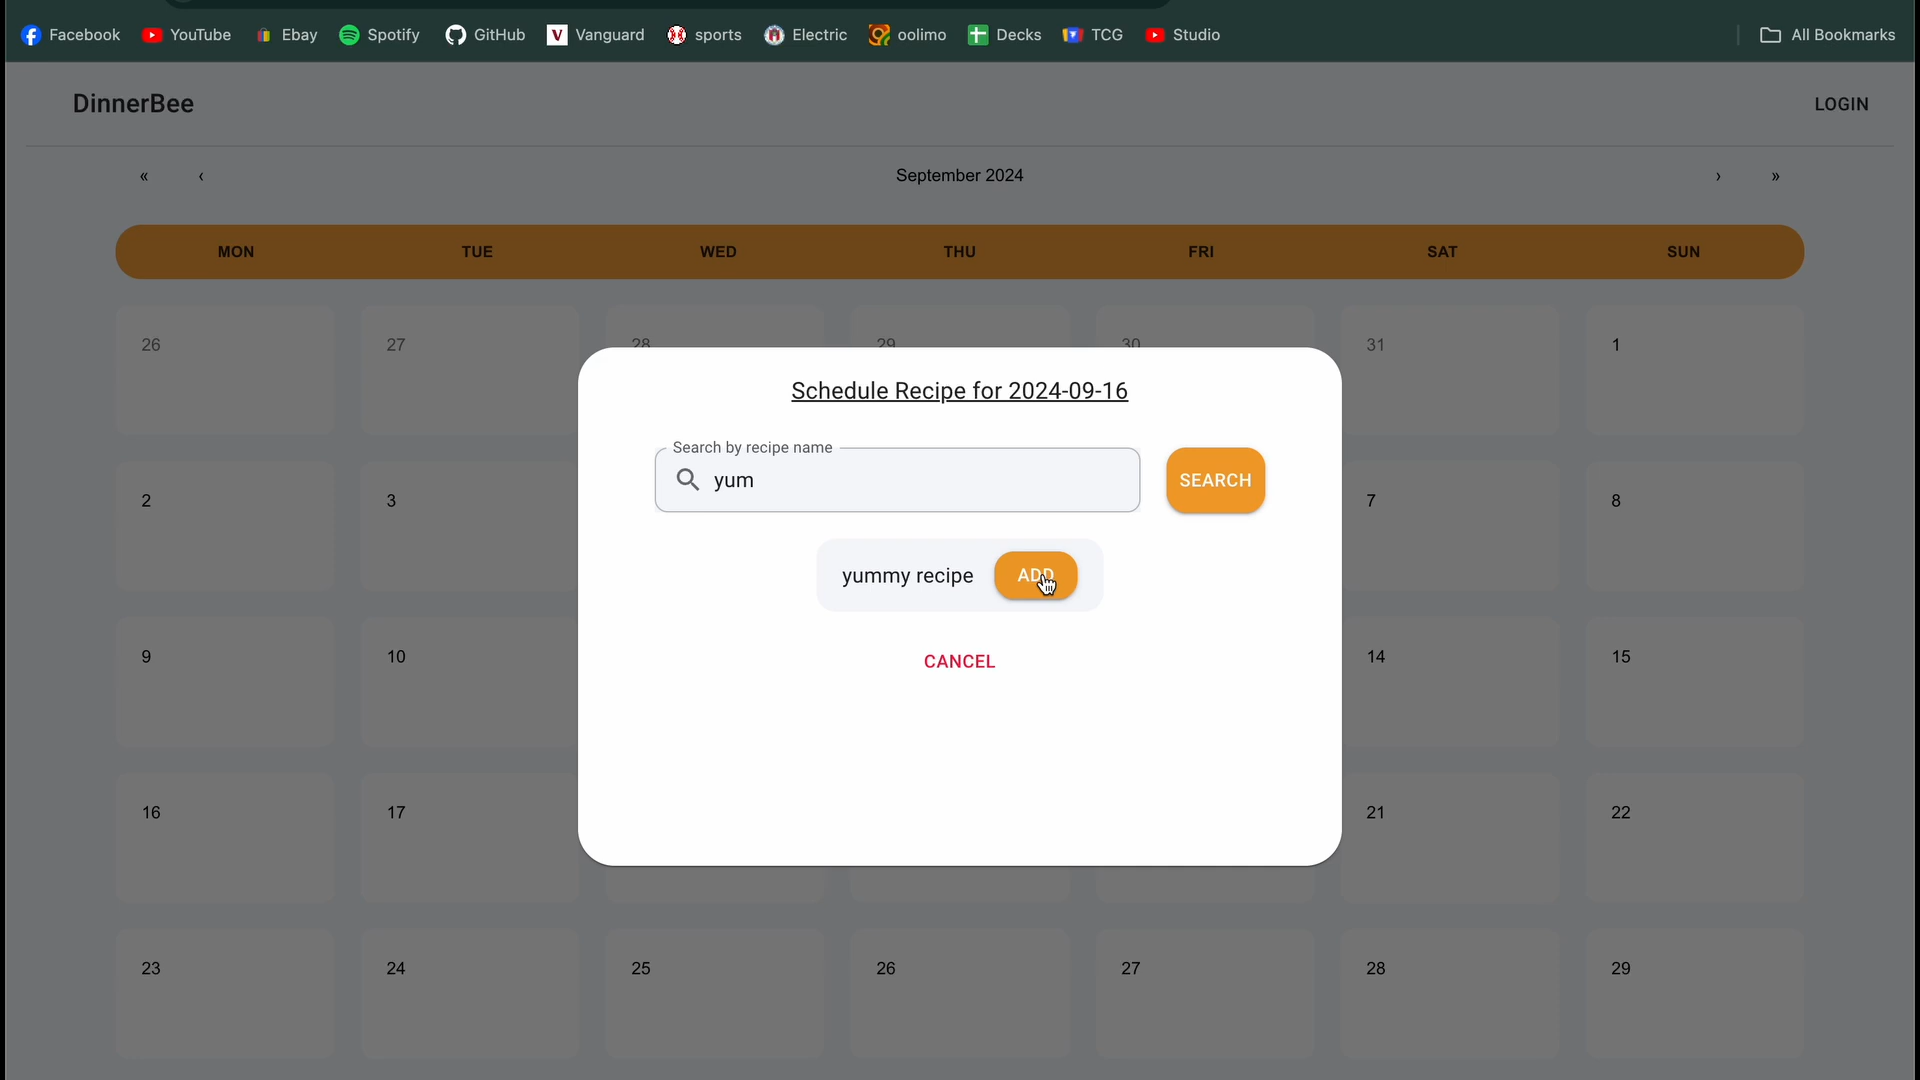 Facebook YouTube Ebay Spotify GitHub Vanguard sports Electric oolimo Decks TCG Studio All Bookmarks
DinnerBee LOGIN
« ‹ September 2024 › »
MON TUE WED THU FRI SAT SUN
26 27 28 29 30 31 1
Schedule Recipe for 2024-09-16
Search by recipe name
yum SEARCH
2 3 7 8
yummy recipe ADD
9 10 CANCEL 14 15
16 17 21 22
23 24 25 26 27 28 29